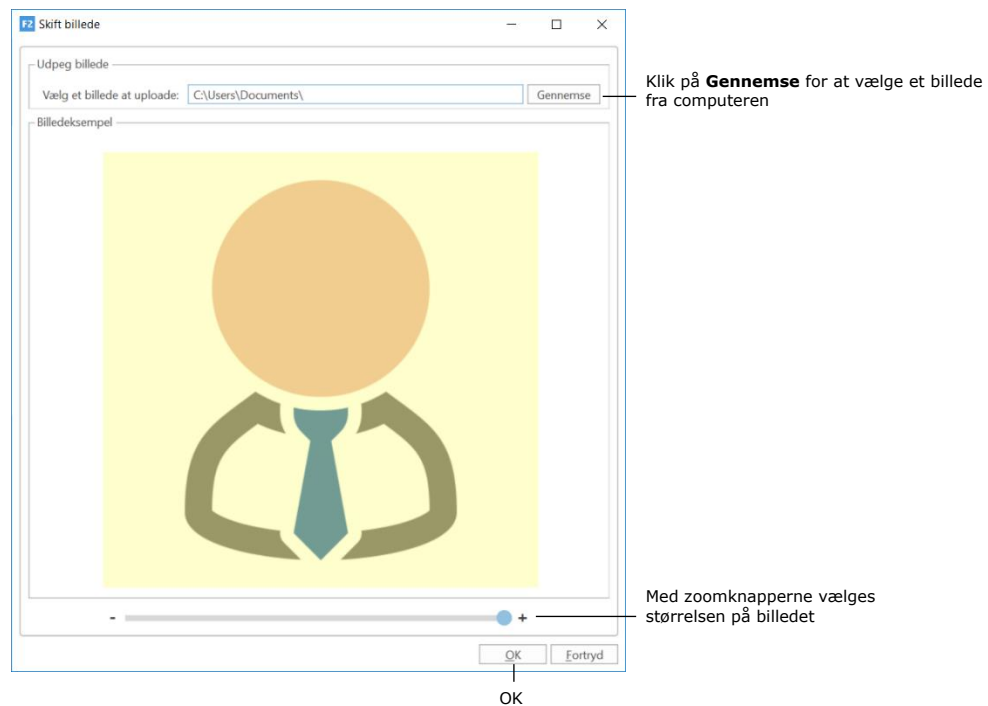 F2 Skift billede
Udpeg billede
Vælg et billede at uploade: C:\Users\Documents\ Gennemse
Klik på Gennemse for at vælge et billede
fra computeren
Billedeksempel
Med zoomknapperne vælges
størrelsen på billedet
- +
OK Fortryd
OK